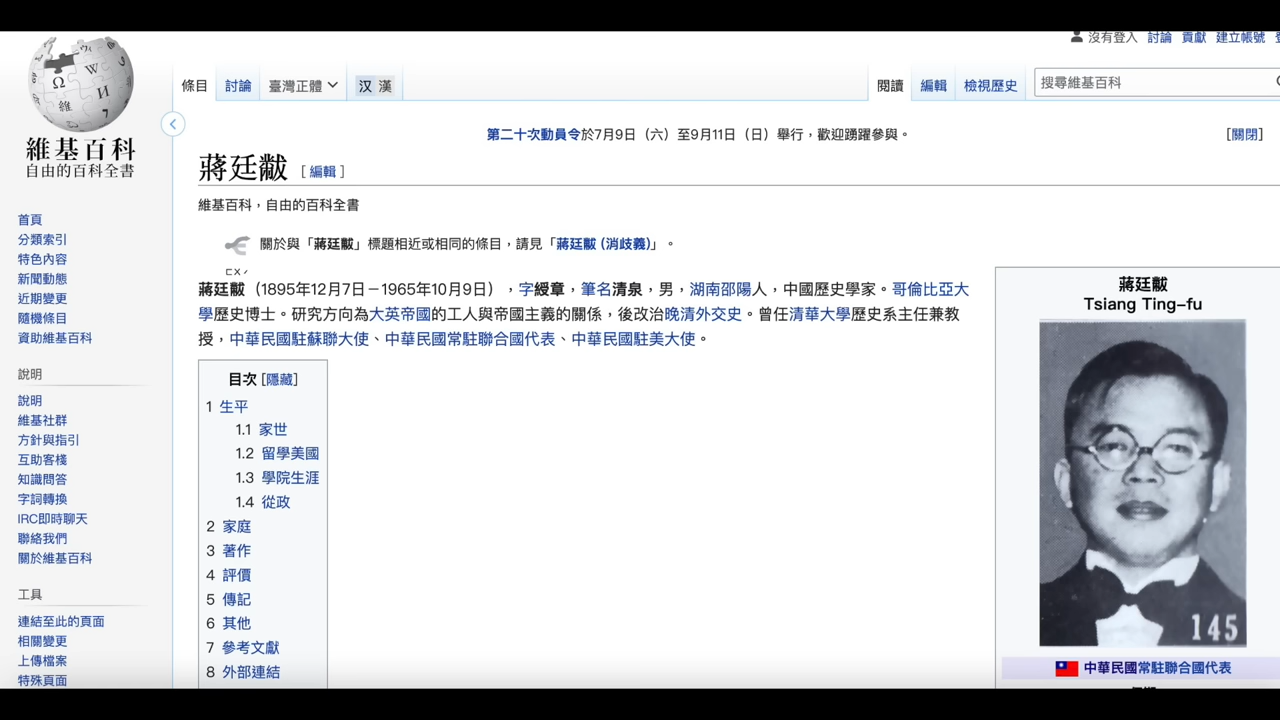 沒有登入 討論 貢獻 建立帳號
維基百科
自由的百科全書
條目 討論 臺灣正體 汉 漢 閱讀 編輯 檢視歷史 搜尋維基百科
第二十次動員令於7月9日（六）至9月11日（日）舉行，歡迎踴躍參與。 [關閉]
蔣廷黻 [編輯]
維基百科，自由的百科全書
關於與「蔣廷黻」標題相近或相同的條目，請見「蔣廷黻 (消歧義)」。
ㄈㄨˊ
蔣廷黻（1895年12月7日－1965年10月9日），字綬章，筆名清泉，男，湖南邵陽人，中國歷史學家。哥倫比亞大
學歷史博士。研究方向為大英帝國的工人與帝國主義的關係，後改治晚清外交史。曾任清華大學歷史系主任兼教
授，中華民國駐蘇聯大使、中華民國常駐聯合國代表、中華民國駐美大使。
目次 [隱藏]
1 生平
1.1 家世
1.2 留學美國
1.3 學院生涯
1.4 從政
2 家庭
3 著作
4 評價
5 傳記
6 其他
7 參考文獻
8 外部連結
蔣廷黻
Tsiang Ting–fu
145
中華民國常駐聯合國代表
首頁
分類索引
特色內容
新聞動態
近期變更
隨機條目
資助維基百科
說明
說明
維基社群
方針與指引
互助客棧
知識問答
字詞轉換
IRC即時聊天
聯絡我們
關於維基百科
工具
連結至此的頁面
相關變更
上傳檔案
特殊頁面